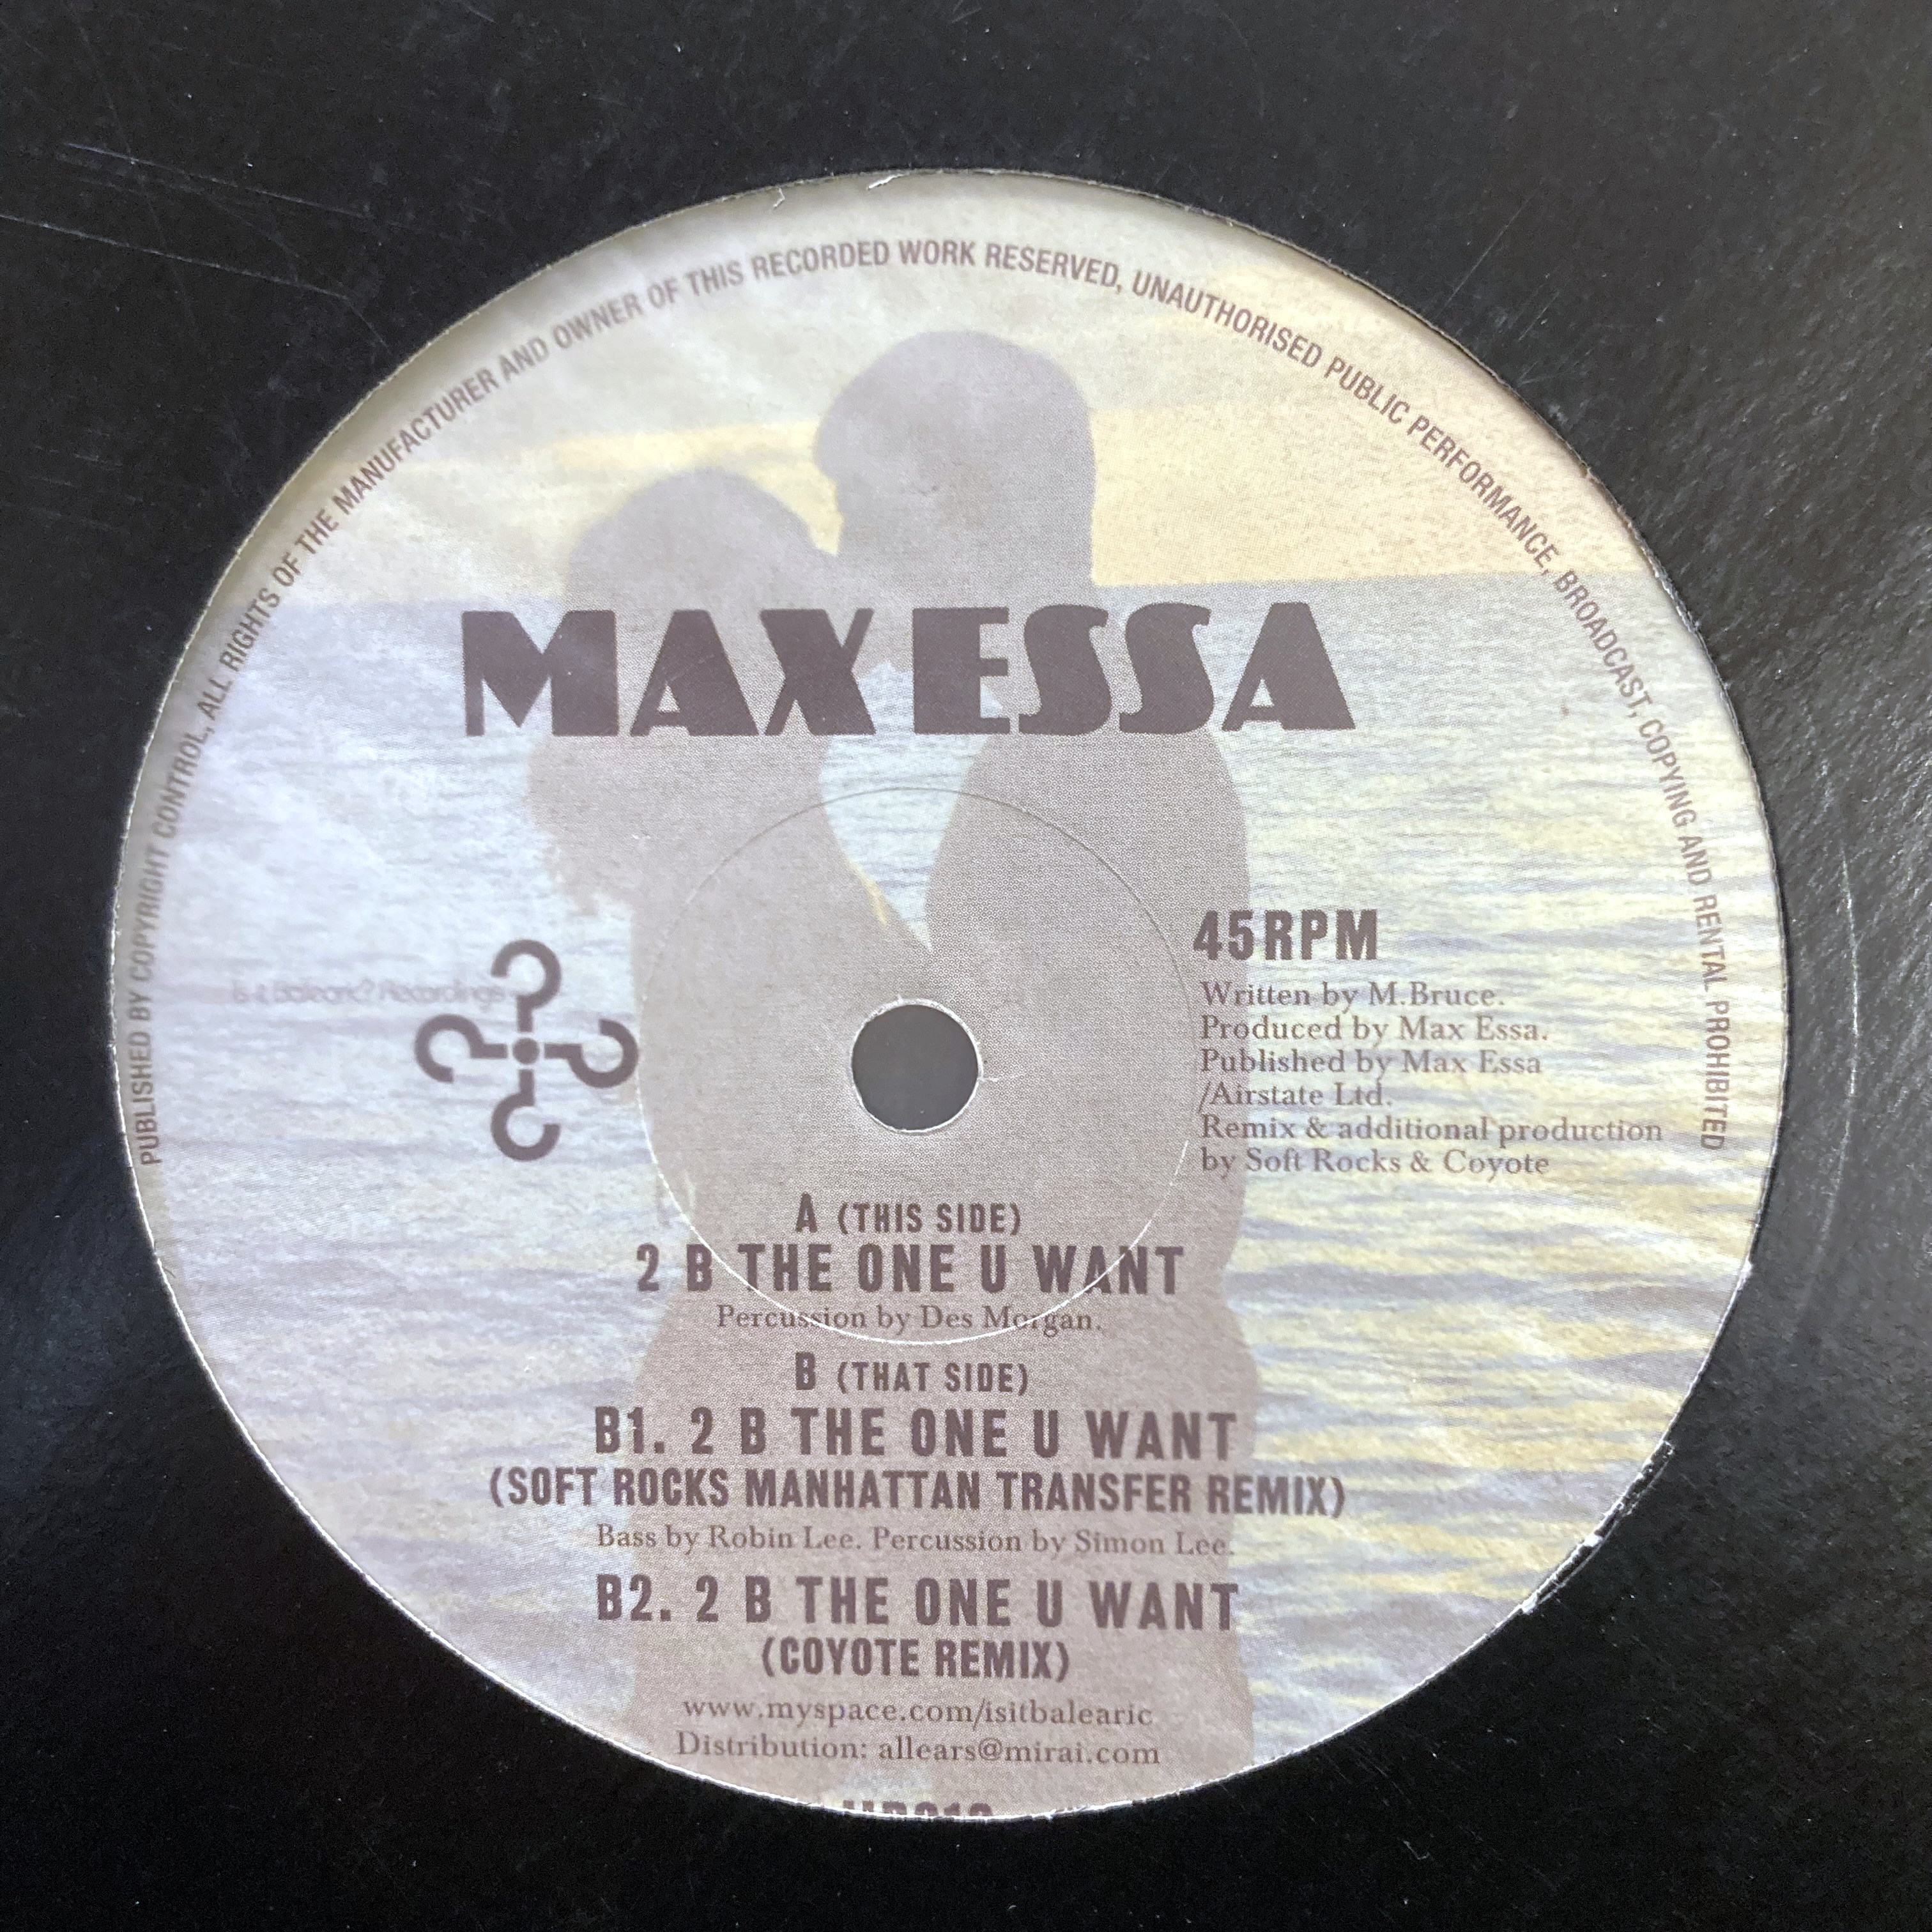 PUBLISHED BY COPYRIGHT CONTROL, ALL RIGHTS OF THE MANUFACTURER AND OWNER OF THIS RECORDED WORK RESERVED, UNAUTHORISED PUBLIC PERFORMANCE, BROADCAST, COPYING AND RENTAL PROHIBITED
MAX ESSA
Is it Balearic? Recordings
45RPM
Written by M.Bruce.
Produced by Max Essa.
Published by Max Essa
/Airstate Ltd.
Remix & additional production
by Soft Rocks & Coyote
A (THIS SIDE)
2 B THE ONE U WANT
Percussion by Des Morgan.
B (THAT SIDE)
B1. 2 B THE ONE U WANT
(SOFT ROCKS MANHATTAN TRANSFER REMIX)
Bass by Robin Lee. Percussion by Simon Lee.
B2. 2 B THE ONE U WANT
(COYOTE REMIX)
www.myspace.com/isitbalearic
Distribution: allears@mirai.com